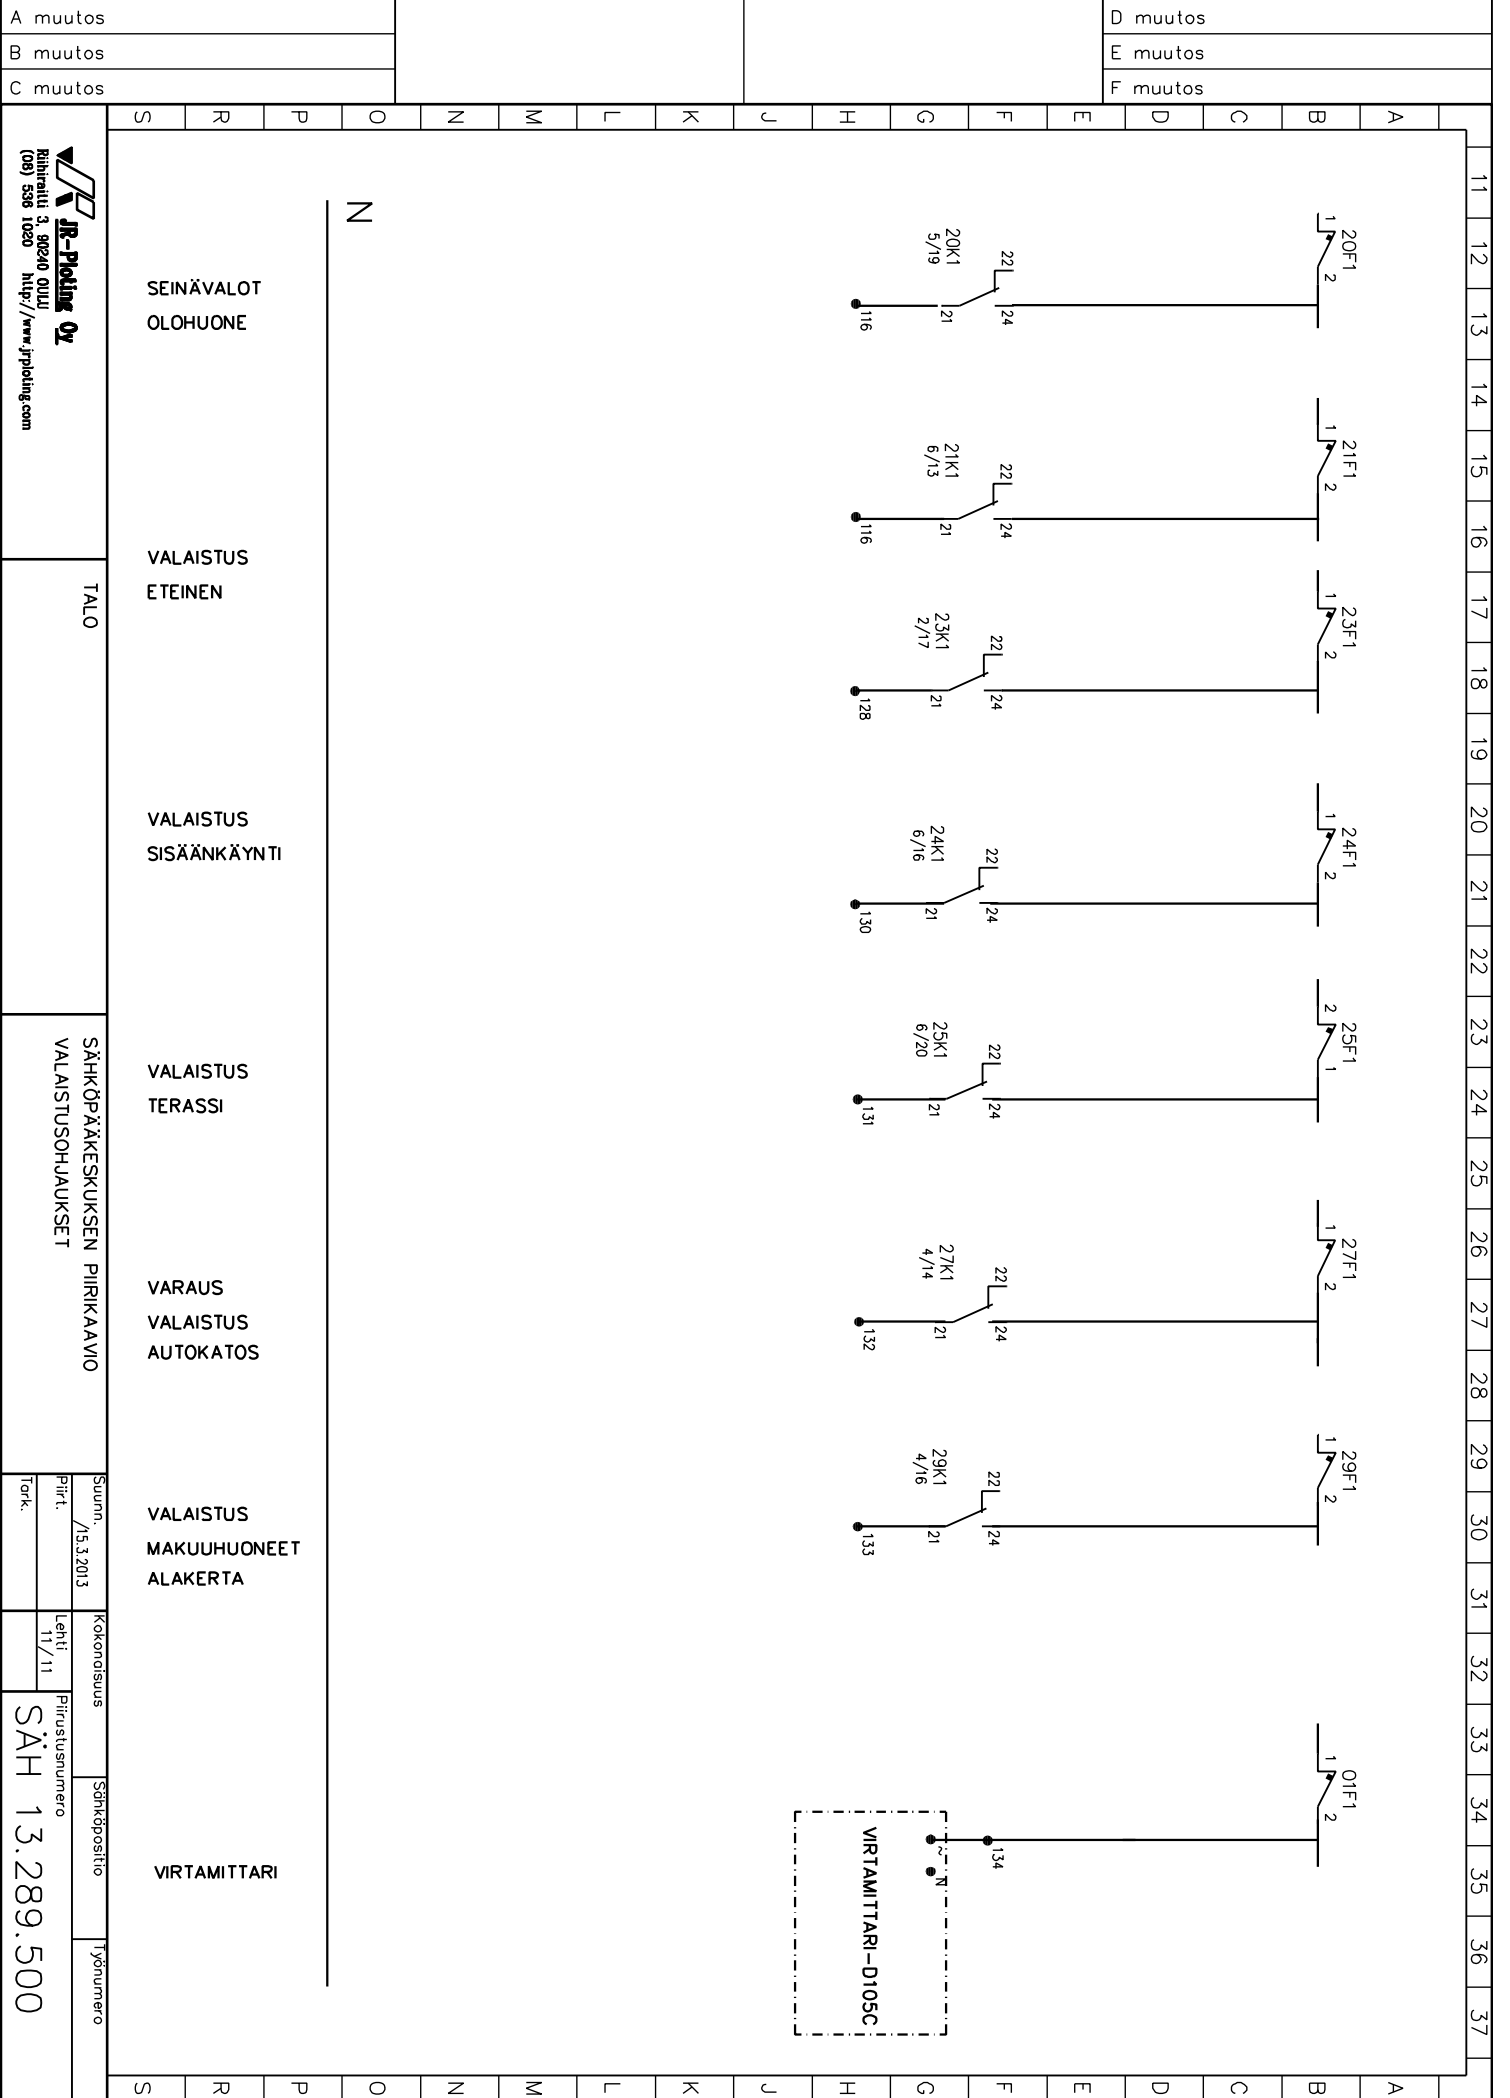 A muutos
B muutos
C muutos
D muutos
E muutos
F muutos
S R P O N M L K J H G F E D C B A
11 12 13 14 15 16 17 18 19 20 21 22 23 24 25 26 27 28 29 30 31 32 33 34 35 36 37
N
20F1
1 2
20K1
5/19
22
21 24
116
SEINÄVALOT
OLOHUONE
21F1
1 2
21K1
6/13
22
21 24
116
VALAISTUS
ETEINEN
23F1
1 2
23K1
2/17
22
21 24
128
24F1
1 2
24K1
6/16
22
21 24
130
VALAISTUS
SISÄÄNKÄYNTI
25F1
2 1
25K1
6/20
22
21 24
131
VALAISTUS
TERASSI
27F1
1 2
27K1
4/14
22
21 24
132
VARAUS
VALAISTUS
AUTOKATOS
29F1
1 2
29K1
4/16
22
21 24
133
VALAISTUS
MAKUUHUONEET
ALAKERTA
01F1
1 2
134
~ N
VIRTAMITTARI-D105C
VIRTAMITTARI
JR-Ploting Oy
Riihiraitti 3, 90240 OULU
(08) 536 1020 http://www.jrploting.com
TALO
SÄHKÖPÄÄKESKUKSEN PIIRIKAAVIO
VALAISTUSOHJAUKSET
Suunn.
/15.3.2013
Piirt.
Tark.
Kokonaisuus
Sähköpositio
Työnumero
Lehti
11/11
Piirustusnumero
SÄH 13.289.500
S R P O N M L K J H G F E D C B A